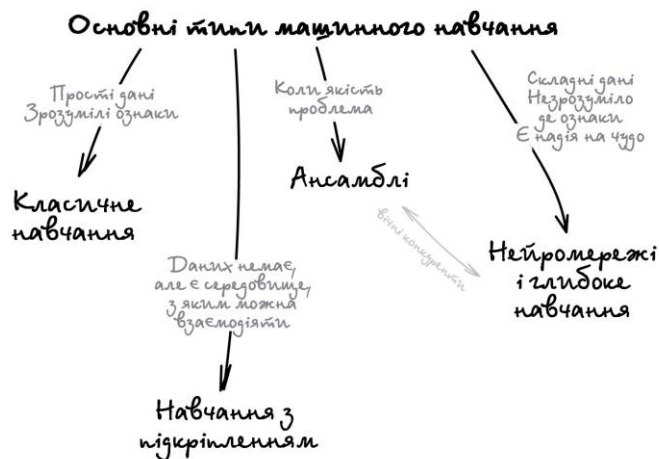 Основні типи машинного навчання
Прості дані
Зрозумілі ознаки
Класичне
навчання
Даних немає,
але є середовище,
з яким можна
взаємодіяти
Навчання з
підкріпленням
Коли якість
проблема
Ансамблі
вічні конкуренти
Складні дані
Незрозуміло
де ознаки
Є надія на чудо
Нейромережі
і глибоке
навчання